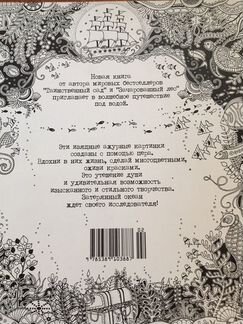 Новая книга
от автора мировых бестселлеров
"Таинственный сад" и "Зачарованный лес"
приглашает в волшебное путешествие
под водой.
Эти изящные ажурные картинки
созданы с помощью пера.
Вдохни в них жизнь, сделай многоцветными,
оживи красками.
Это утешение души
и удивительная возможность
изысканного и стильного творчества.
Затерянный океан
ждет своего исследователя!